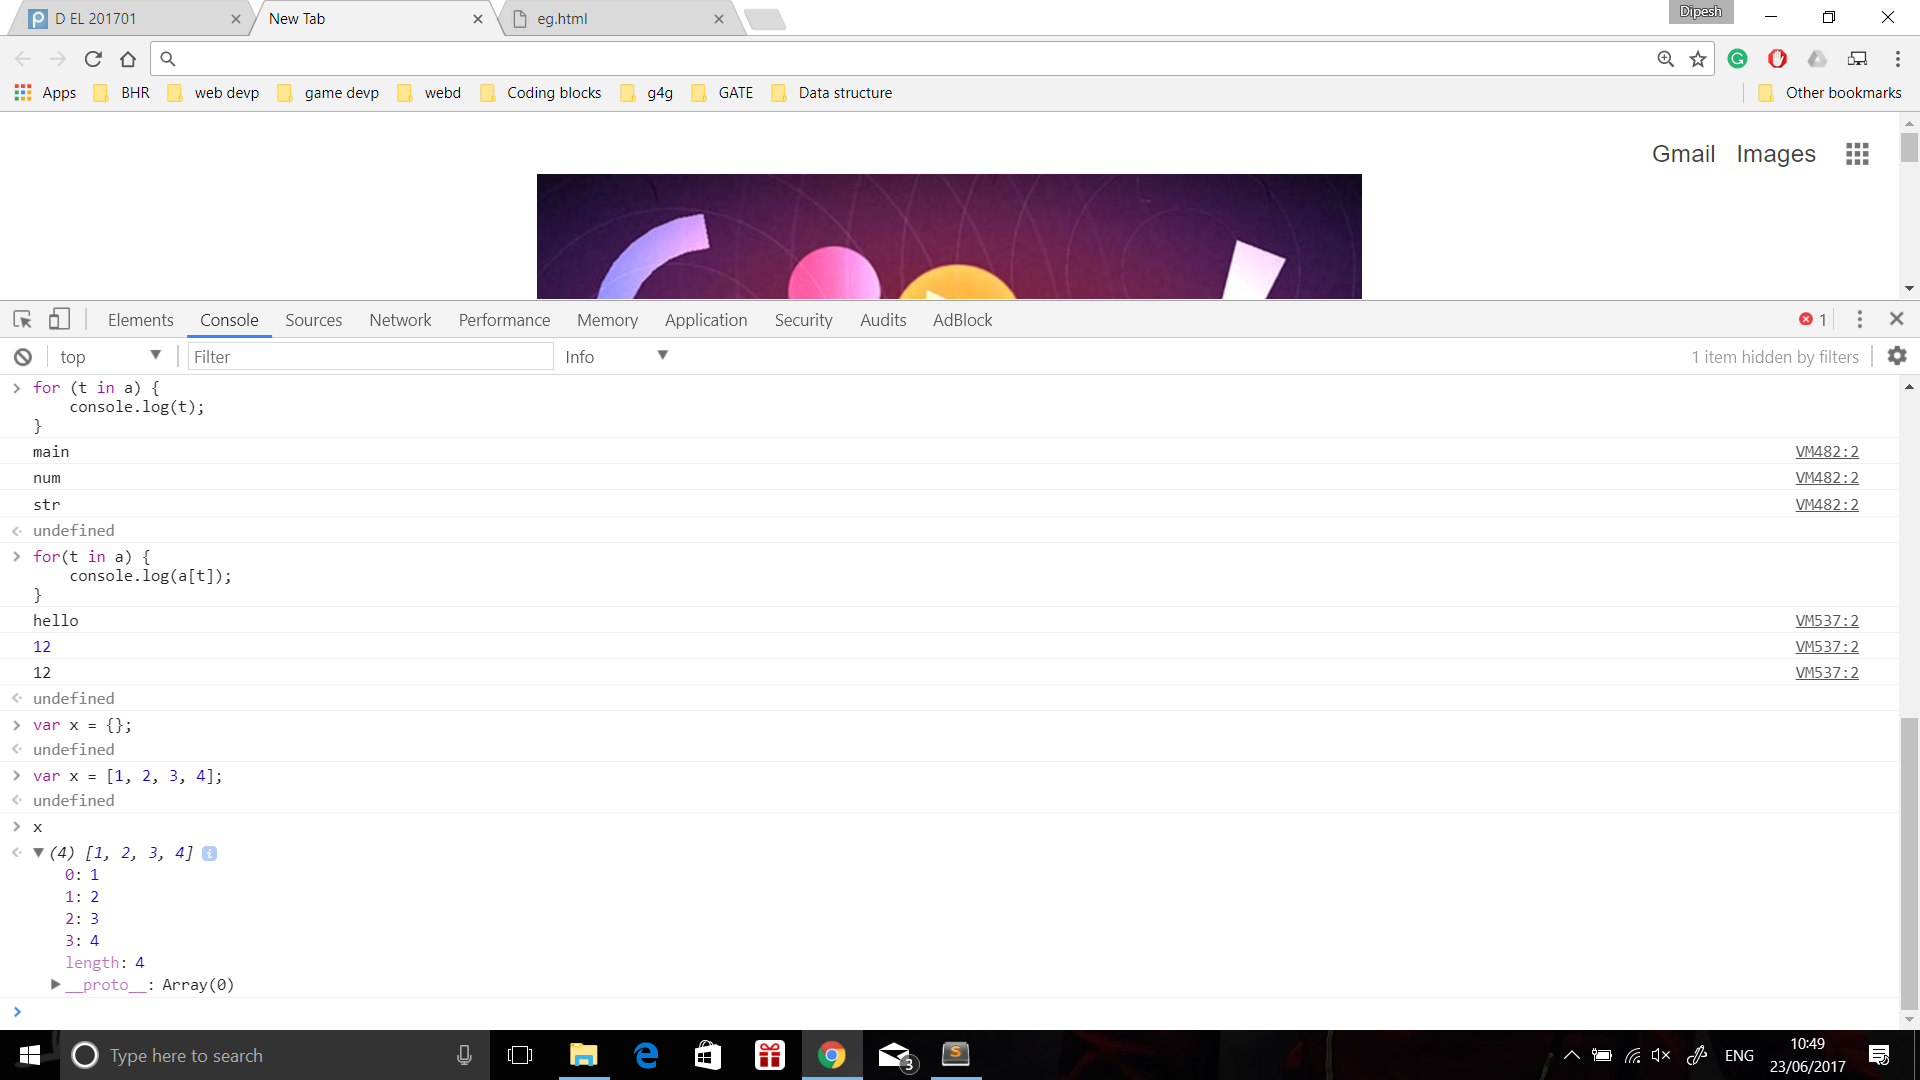 D EL 201701
New Tab
eg.html
Dipesh
Apps BHR web devp game devp webd Coding blocks g4g GATE Data structure Other bookmarks
Gmail Images
Elements Console Sources Network Performance Memory Application Security Audits AdBlock 1
top Filter Info 1 item hidden by filters
for (t in a) {
    console.log(t);
}
main VM482:2
num VM482:2
str VM482:2
undefined
for(t in a) {
    console.log(a[t]);
}
hello VM537:2
12 VM537:2
12 VM537:2
undefined
var x = {};
undefined
var x = [1, 2, 3, 4];
undefined
x
(4) [1, 2, 3, 4]
0: 1
1: 2
2: 3
3: 4
length: 4
__proto__: Array(0)
Type here to search
3
ENG
10:49
23/06/2017